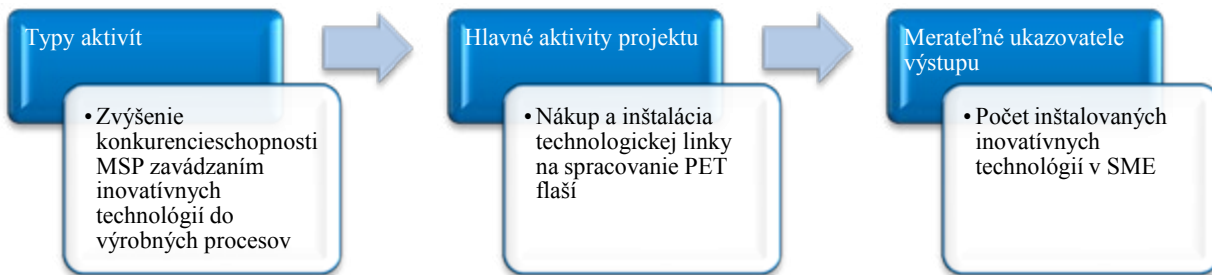 Typy aktivít
• Zvýšenie
konkurencieschopnosti
MSP zavádzaním
inovatívnych
technológií do
výrobných procesov
Hlavné aktivity projektu
• Nákup a inštalácia
technologickej linky
na spracovanie PET
flaší
Merateľné ukazovatele
výstupu
• Počet inštalovaných
inovatívnych
technológií v SME